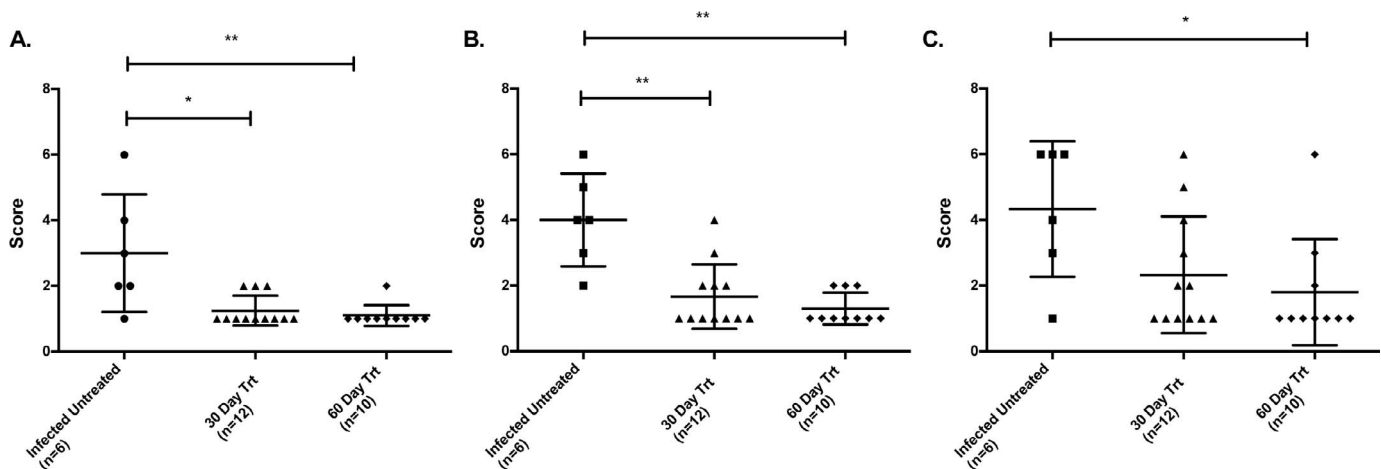 A.
**
*
8
6
4
2
0
Score
Infected Untreated
(n=6)
30 Day Trt
(n=12)
60 Day Trt
(n=10)
B.
**
**
8
6
4
2
0
Score
Infected Untreated
(n=6)
30 Day Trt
(n=12)
60 Day Trt
(n=10)
C.
*
8
6
4
2
0
Score
Infected Untreated
(n=6)
30 Day Trt
(n=12)
60 Day Trt
(n=10)